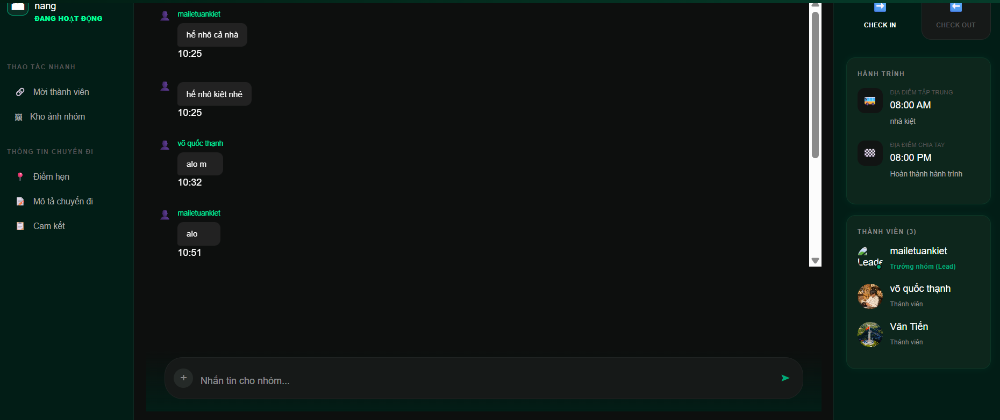 nang
ĐANG HOẠT ĐỘNG
THAO TÁC NHANH
Mời thành viên
Kho ảnh nhóm
THÔNG TIN CHUYẾN ĐI
Điểm hẹn
Mô tả chuyến đi
Cam kết
mailetuankiet
hế nhô cả nhà
10:25
hế nhô kiệt nhé
10:25
võ quốc thạnh
alo m
10:32
mailetuankiet
alo
10:51
+
Nhắn tin cho nhóm...
CHECK IN
CHECK OUT
HÀNH TRÌNH
ĐỊA ĐIỂM TẬP TRUNG
08:00 AM
nhà kiệt
ĐỊA ĐIỂM CHIA TAY
08:00 PM
Hoàn thành hành trình
THÀNH VIÊN (3)
mailetuankiet
Leade
Trưởng nhóm (Lead)
võ quốc thạnh
Thành viên
Văn Tiến
Thành viên